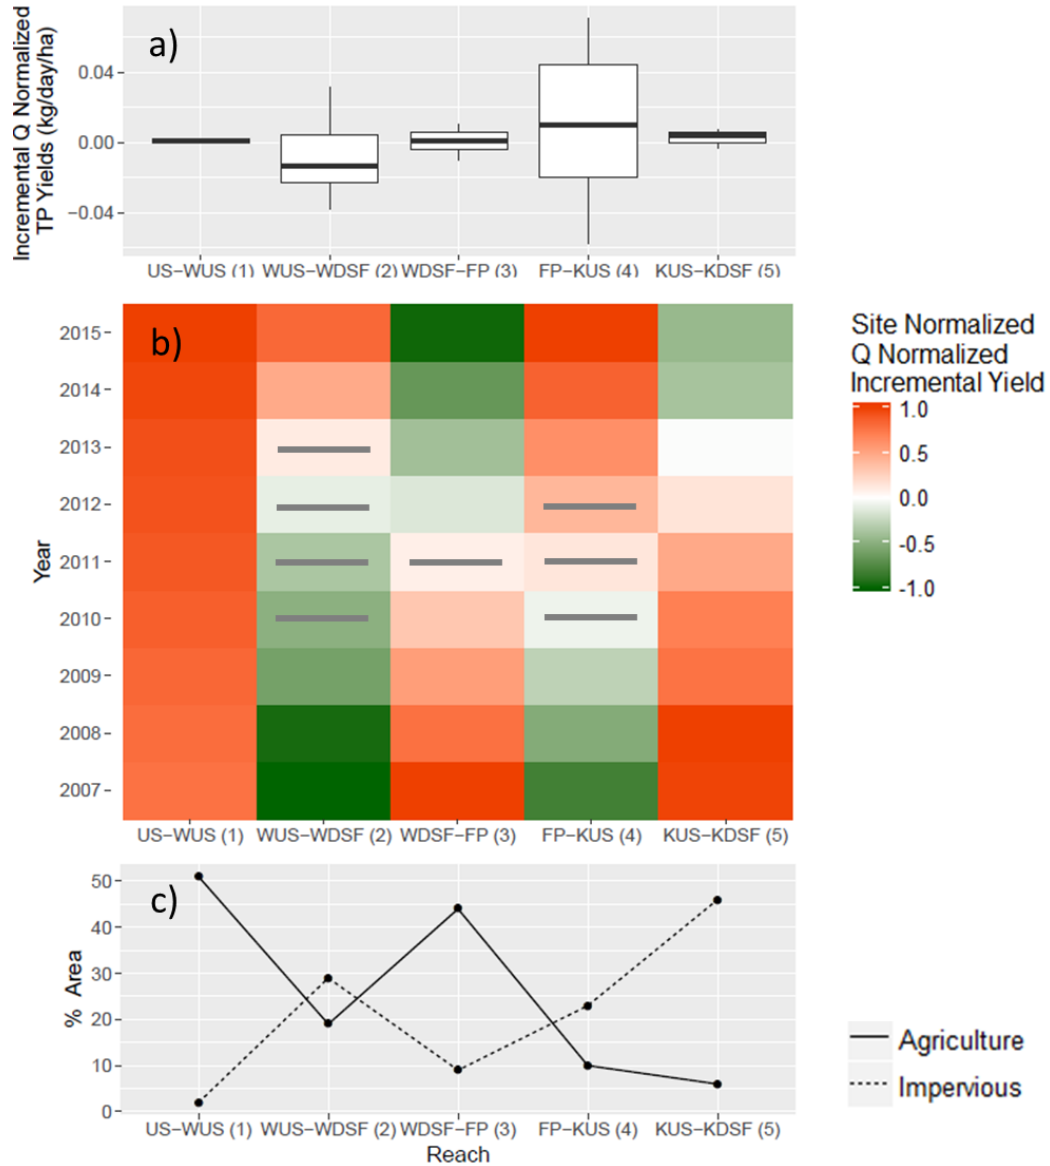 a)
Incremental Q Normalized
TP Yields (kg/day/ha)
0.04
0.00
−0.04
US−WUS (1) WUS−WDSF (2) WDSF−FP (3) FP−KUS (4) KUS−KDSF (5)
b)
Year
2015
2014
2013
2012
2011
2010
2009
2008
2007
US−WUS (1) WUS−WDSF (2) WDSF−FP (3) FP−KUS (4) KUS−KDSF (5)
Site Normalized
Q Normalized
Incremental Yield
1.0
0.5
0.0
-0.5
-1.0
c)
% Area
50
40
30
20
10
0
US−WUS (1) WUS−WDSF (2) WDSF−FP (3) FP−KUS (4) KUS−KDSF (5)
Reach
Agriculture
Impervious